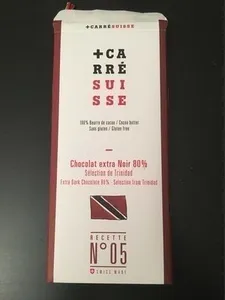 +CARRÉSUISSE
+CA
RRÉ
SUI
SSE
100% Beurre de cacao / Cocoa butter
Sans gluten / Gluten free
Chocolat extra Noir 80%
Sélection de Trinidad
Extra Dark Chocolate 80% - Selection from Trinidad
RECETTE
N°05
SWISS MADE